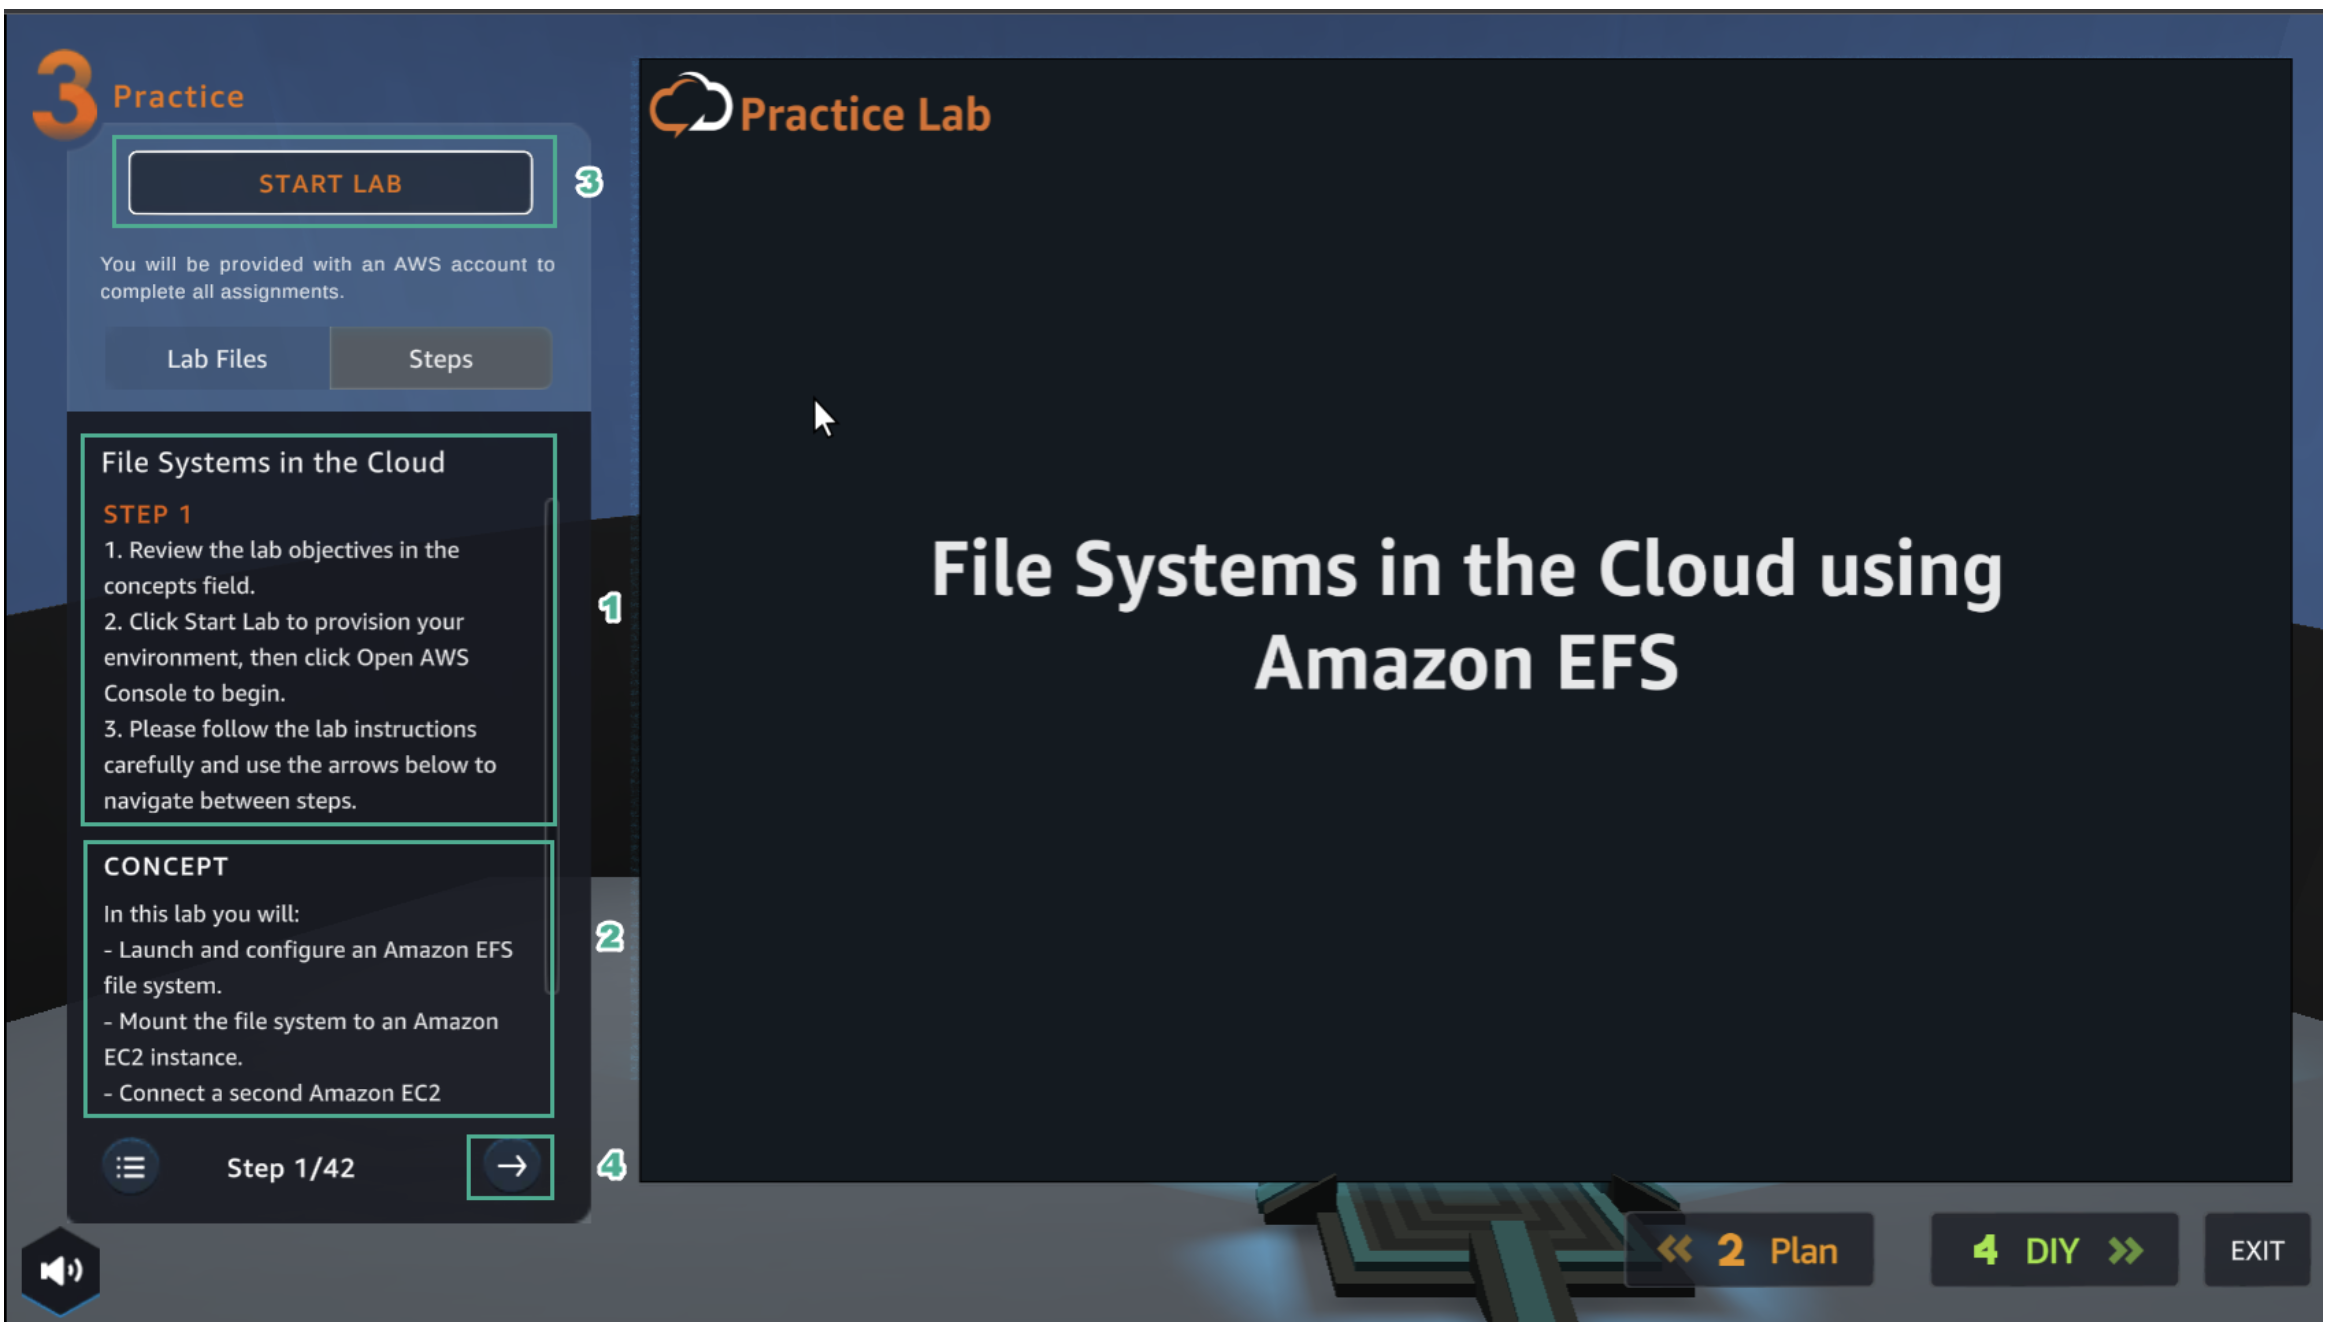 3 Practice
START LAB
3
You will be provided with an AWS account to
complete all assignments.
Lab Files
Steps
File Systems in the Cloud
STEP 1
1. Review the lab objectives in the
concepts field.
2. Click Start Lab to provision your
environment, then click Open AWS
Console to begin.
3. Please follow the lab instructions
carefully and use the arrows below to
navigate between steps.
1
CONCEPT
In this lab you will:
- Launch and configure an Amazon EFS
file system.
- Mount the file system to an Amazon
EC2 instance.
- Connect a second Amazon EC2
2
Step 1/42
4
Practice Lab
File Systems in the Cloud using
Amazon EFS
2 Plan
4 DIY
EXIT